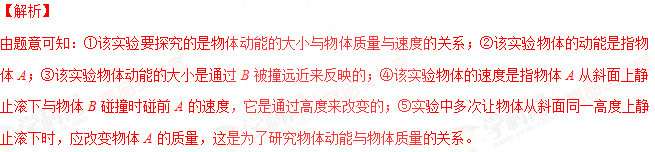 【解析】
由题意可知：①该实验要探究的是物体动能的大小与物体质量与速度的关系；②该实验物体的动能是指物
体 A；③该实验物体动能的大小是通过 B 被撞远近来反映的；④该实验物体的速度是指物体 A 从斜面上静
止滚下与物体 B 碰撞时碰前 A 的速度，它是通过高度来改变的；⑤实验中多次让物体从斜面同一高度上静
止滚下时，应改变物体 A 的质量，这是为了研究物体动能与物体质量的关系。